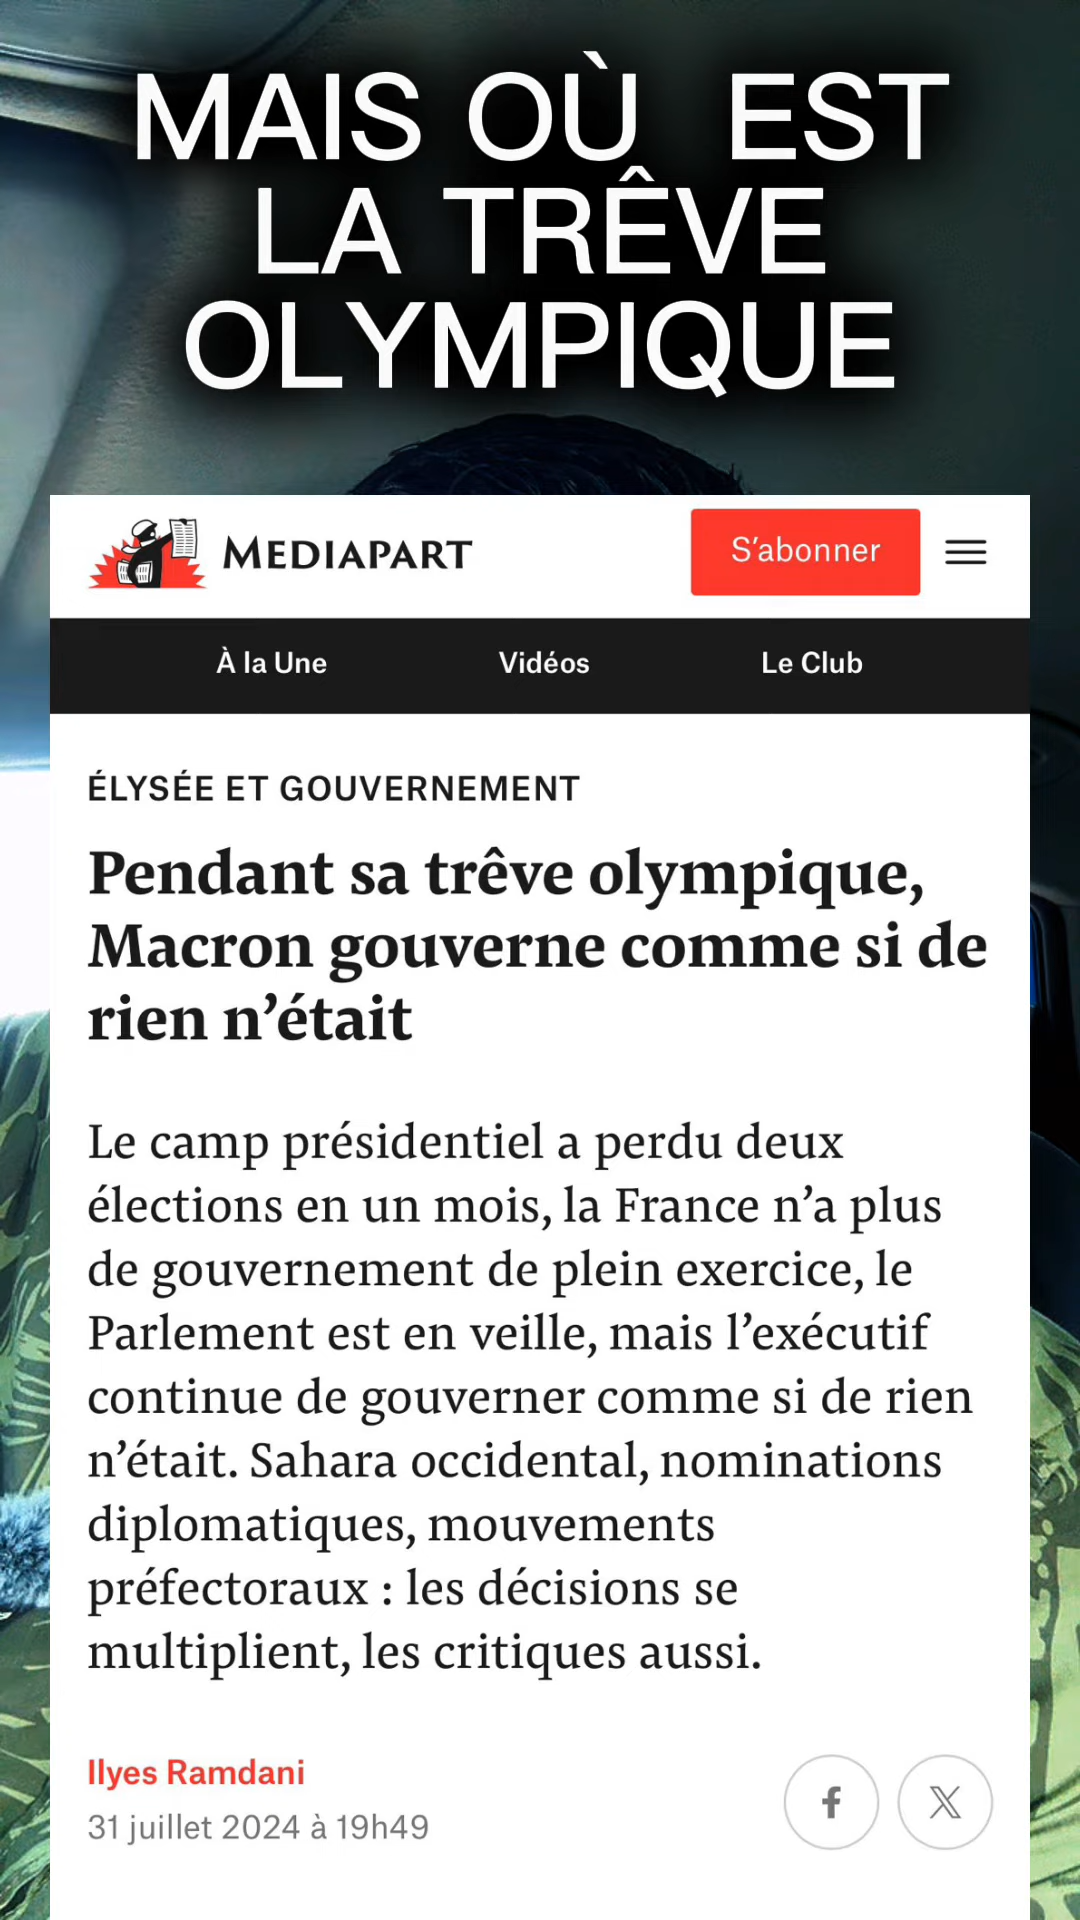 MAIS OÙ EST
LA TRÊVE
OLYMPIQUE
MEDIAPART
S’abonner
À la Une
Vidéos
Le Club
ÉLYSÉE ET GOUVERNEMENT
Pendant sa trêve olympique,
Macron gouverne comme si de
rien n’était
Le camp présidentiel a perdu deux
élections en un mois, la France n’a plus
de gouvernement de plein exercice, le
Parlement est en veille, mais l’exécutif
continue de gouverner comme si de rien
n’était. Sahara occidental, nominations
diplomatiques, mouvements
préfectoraux : les décisions se
multiplient, les critiques aussi.
Ilyes Ramdani
31 juillet 2024 à 19h49